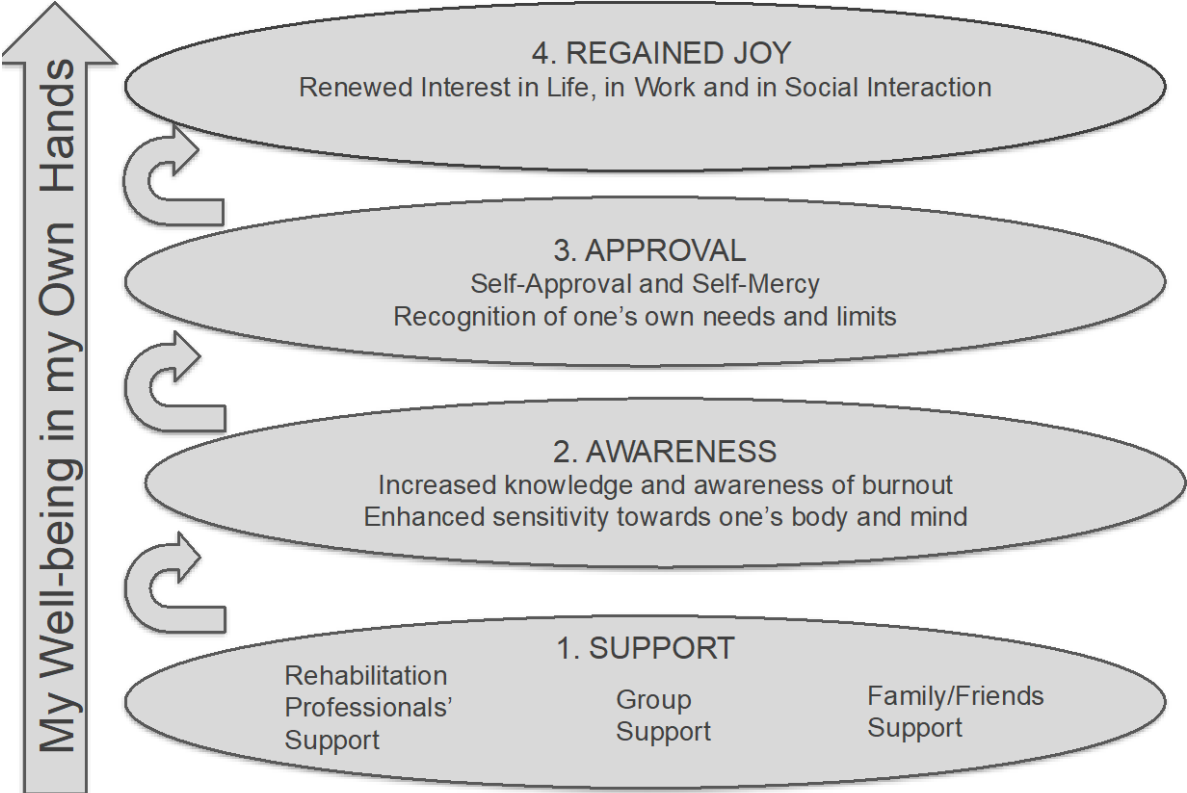 My Well-being in my Own Hands
4. REGAINED JOY
Renewed Interest in Life, in Work and in Social Interaction
3. APPROVAL
Self-Approval and Self-Mercy
Recognition of one's own needs and limits
2. AWARENESS
Increased knowledge and awareness of burnout
Enhanced sensitivity towards one's body and mind
1. SUPPORT
Rehabilitation
Professionals'
Support
Group
Support
Family/Friends
Support